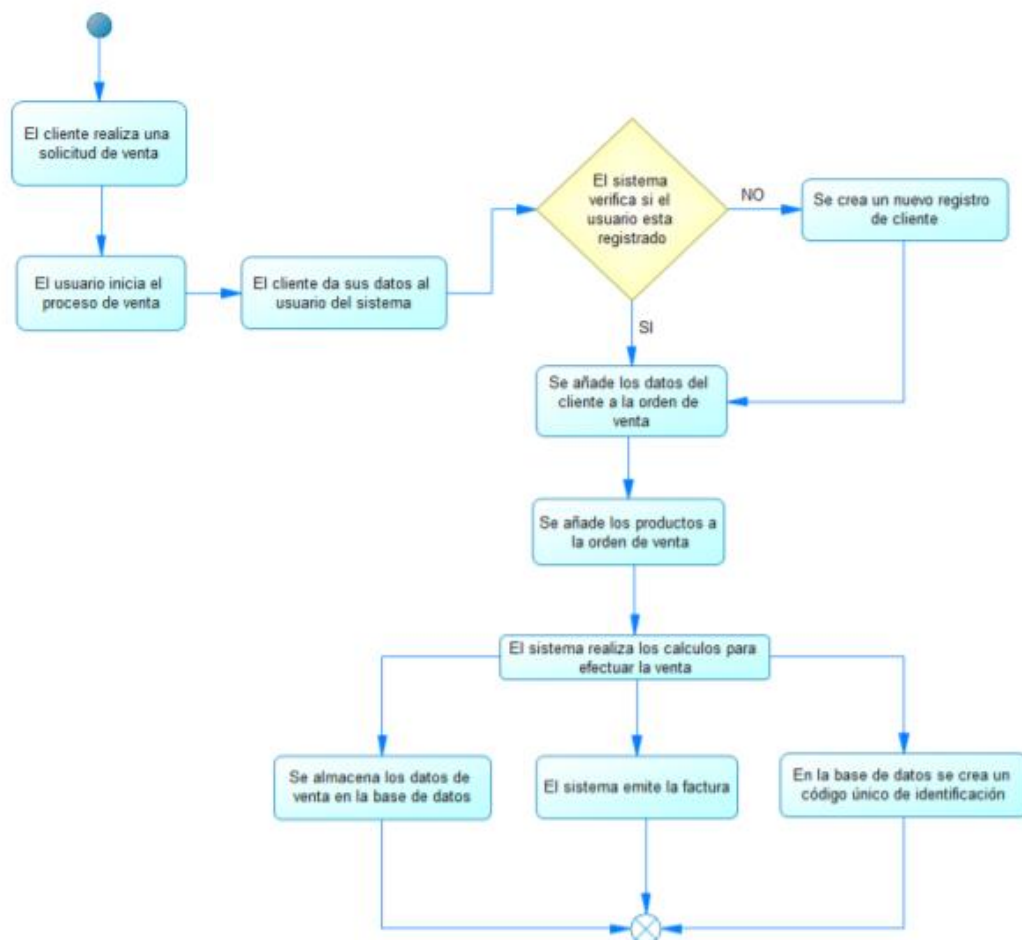 El cliente realiza una
solicitud de venta
El sistema
verifica si el
usuario esta
registrado
NO
Se crea un nuevo registro
de cliente
El usuario inicia el
proceso de venta
El cliente da sus datos al
usuario del sistema
SI
Se añade los datos del
cliente a la orden de
venta
Se añade los productos a
la orden de venta
El sistema realiza los calculos para
efectuar la venta
Se almacena los datos de
venta en la base de datos
El sistema emite la factura
En la base de datos se crea un
código único de identificación